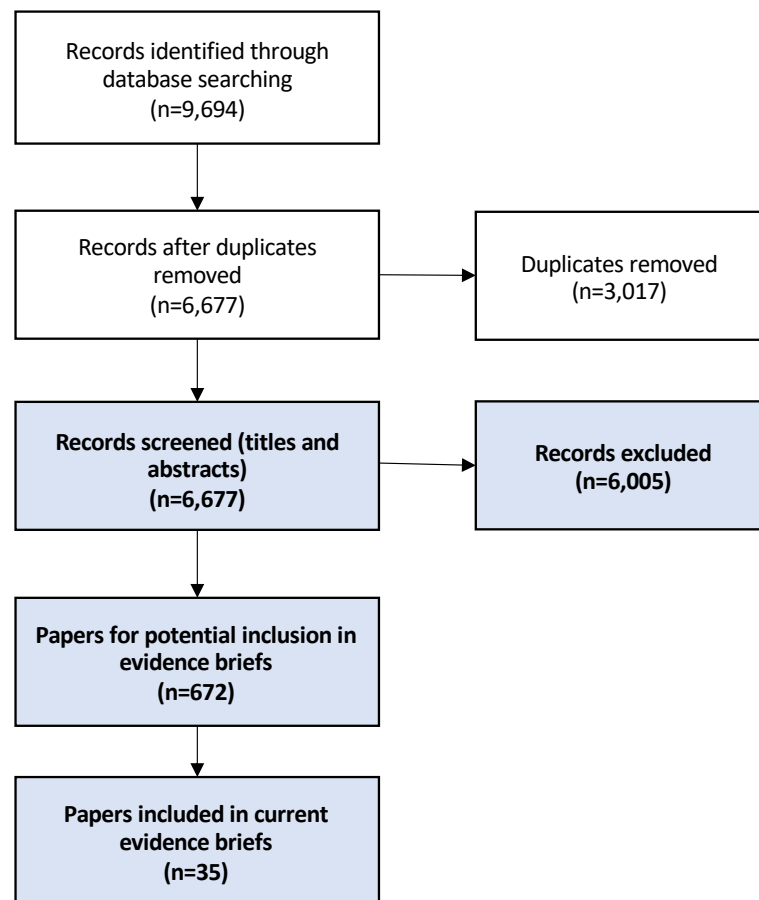 Records identified through
database searching
(n=9,694)
Records after duplicates
removed
(n=6,677)
Duplicates removed
(n=3,017)
Records screened (titles and
abstracts)
(n=6,677)
Records excluded
(n=6,005)
Papers for potential inclusion in
evidence briefs
(n=672)
Papers included in current
evidence briefs
(n=35)